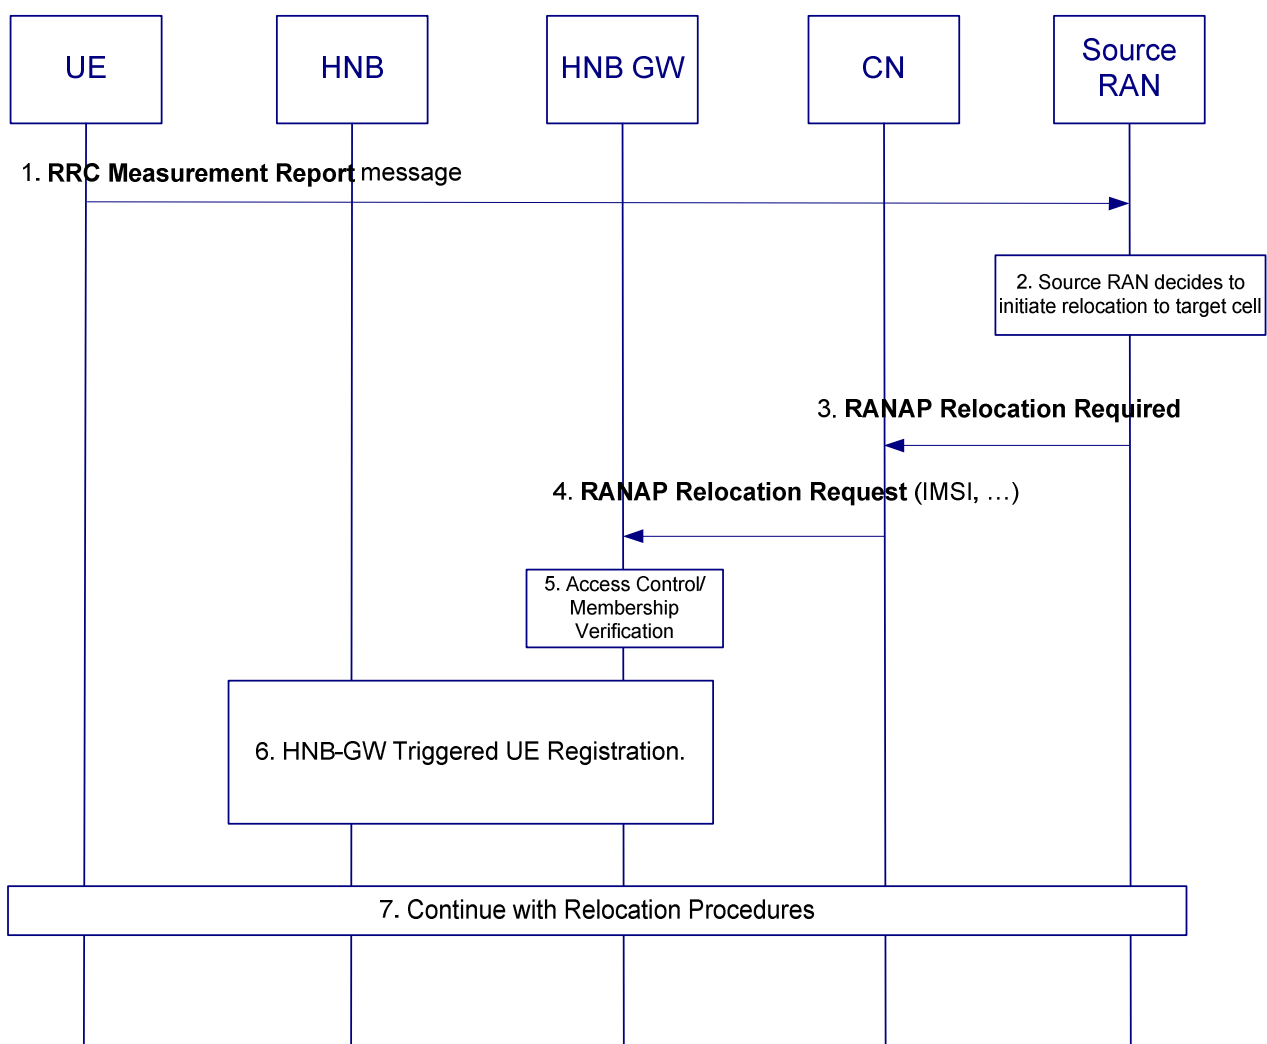 UE
HNB
HNB GW
CN
Source
RAN
1. RRC Measurement Report message
2. Source RAN decides to
initiate relocation to target cell
3. RANAP Relocation Required
4. RANAP Relocation Request (IMSI, …)
5. Access Control/
Membership
Verification
6. HNB-GW Triggered UE Registration.
7. Continue with Relocation Procedures